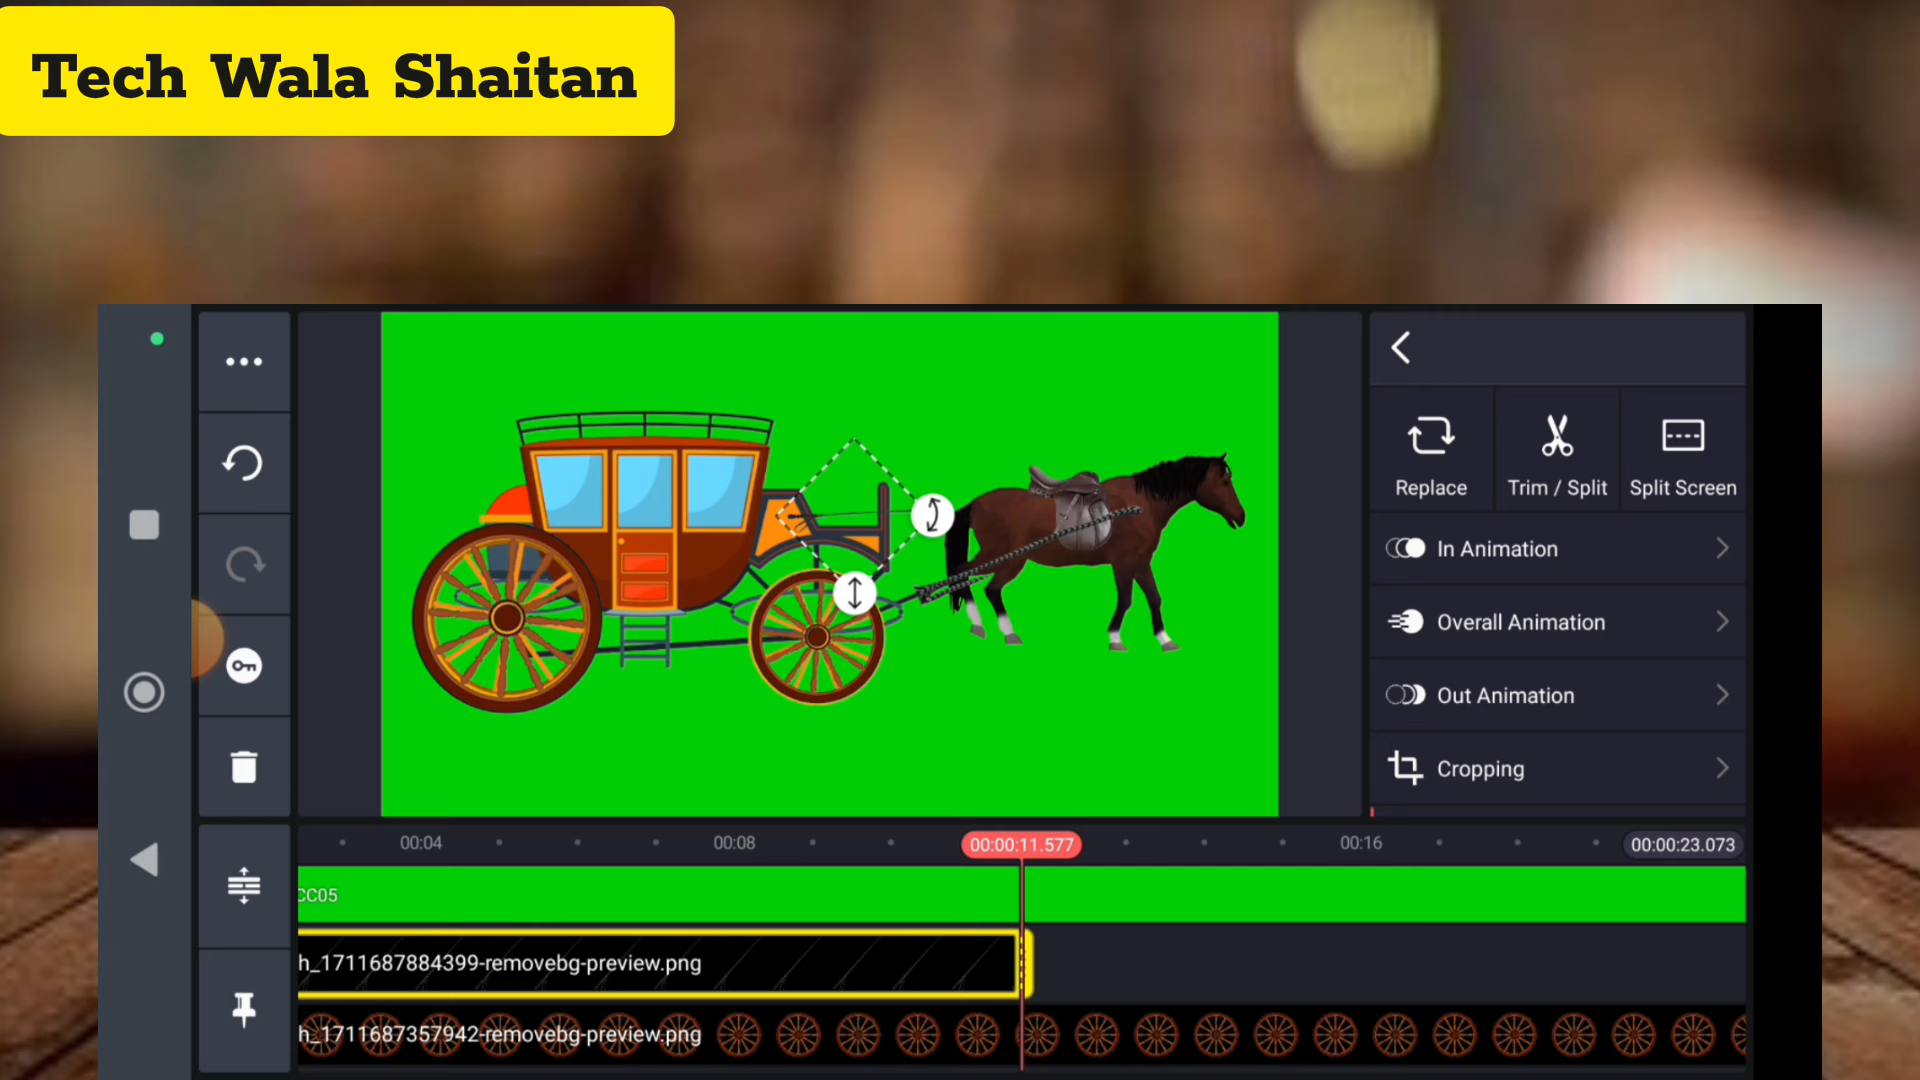 Tech Wala Shaitan
Replace
Trim / Split
Split Screen
In Animation
Overall Animation
Out Animation
Cropping
00:04
00:08
00:00:11.577
00:16
00:00:23.073
CC05
h_1711687884399-removebg-preview.png
h_1711687357942-removebg-preview.png